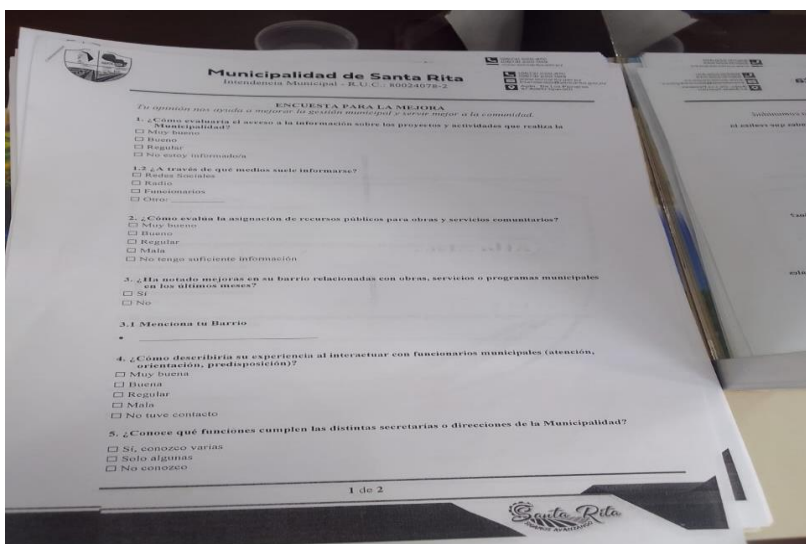 Municipalidad de Santa Rita
Intendencia Municipal - R.U.C.: 80024078-2
ENCUESTA PARA LA MEJORA
Tu opinión nos ayuda a mejorar la gestión municipal y servir mejor a la comunidad.
1. ¿Cómo evaluaría el acceso a la información sobre los proyectos y actividades que realiza la
Municipalidad?
☐ Muy bueno
☐ Bueno
☐ Regular
☐ No estoy informado/a
1.2 ¿A través de qué medios suele informarse?
☐ Redes Sociales
☐ Radio
☐ Funcionarios
☐ Otro: __________
2. ¿Cómo evalúa la asignación de recursos públicos para obras y servicios comunitarios?
☐ Muy bueno
☐ Bueno
☐ Regular
☐ Mala
☐ No tengo suficiente información
3. ¿Ha notado mejoras en su barrio relacionadas con obras, servicios o programas municipales
en los últimos meses?
☐ Sí
☐ No
3.1 Menciona tu Barrio
• ______________________________
4. ¿Cómo describiría su experiencia al interactuar con funcionarios municipales (atención,
orientación, predisposición)?
☐ Muy buena
☐ Buena
☐ Regular
☐ Mala
☐ No tuve contacto
5. ¿Conoce qué funciones cumplen las distintas secretarías o direcciones de la Municipalidad?
☐ Sí, conozco varias
☐ Solo algunas
☐ No conozco
1 de 2
Santa Rita